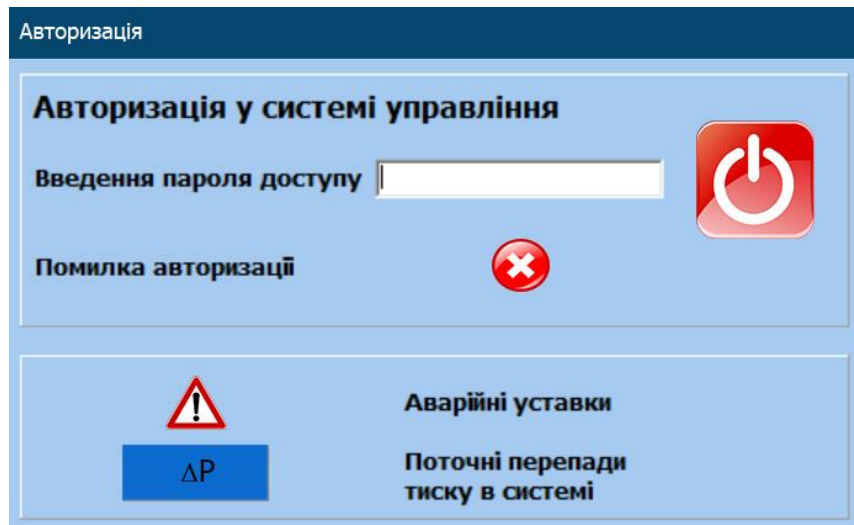 Авторизація
Авторизація у системі управління
Введення пароля доступу
Помилка авторизації
Аварійні уставки
ΔP
Поточні перепади
тиску в системі